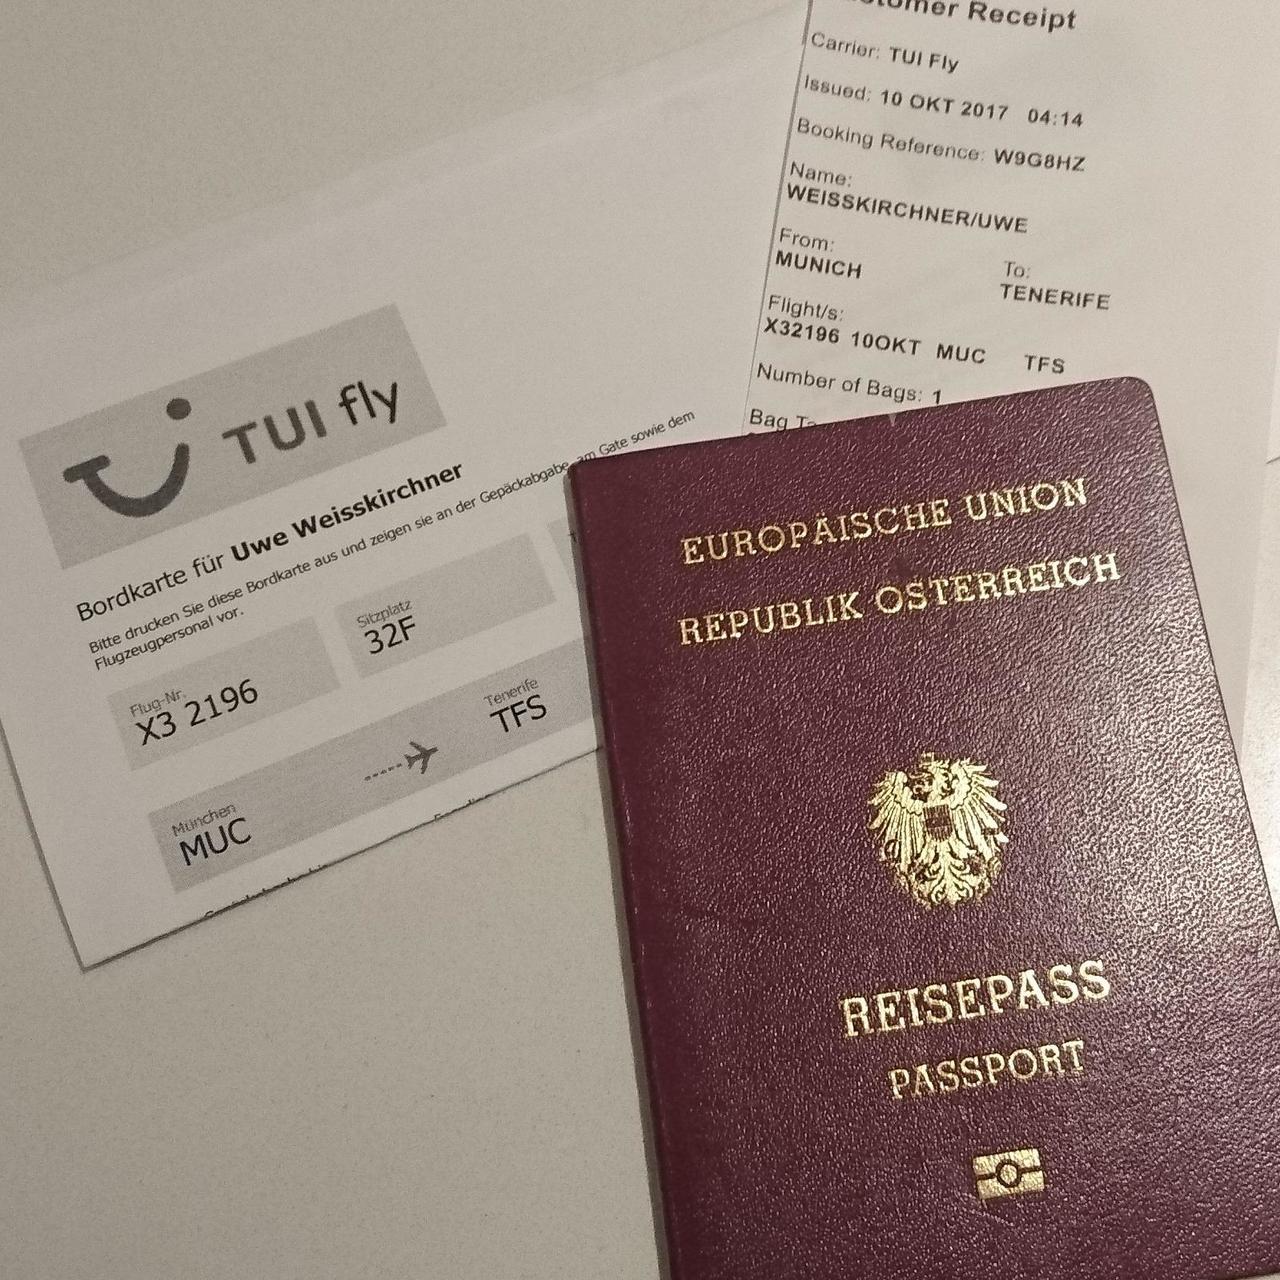 TUI fly
Bordkarte für Uwe Weisskirchner
Bitte drucken Sie diese Bordkarte aus und zeigen sie an der Gepäckabgabe, am Gate sowie dem
Flugzeugpersonal vor.
Flug-Nr.
X3 2196
Sitzplatz
32F
München
MUC
Tenerife
TFS
Customer Receipt
Carrier: TUI Fly
Issued: 10 OKT 2017 04:14
Booking Reference: W9G8HZ
Name:
WEISSKIRCHNER/UWE
From:
MUNICH
To:
TENERIFE
Flight/s:
X32196 10OKT MUC TFS
Number of Bags: 1
Bag
EUROPÄISCHE UNION
REPUBLIK ÖSTERREICH
REISEPASS
PASSPORT